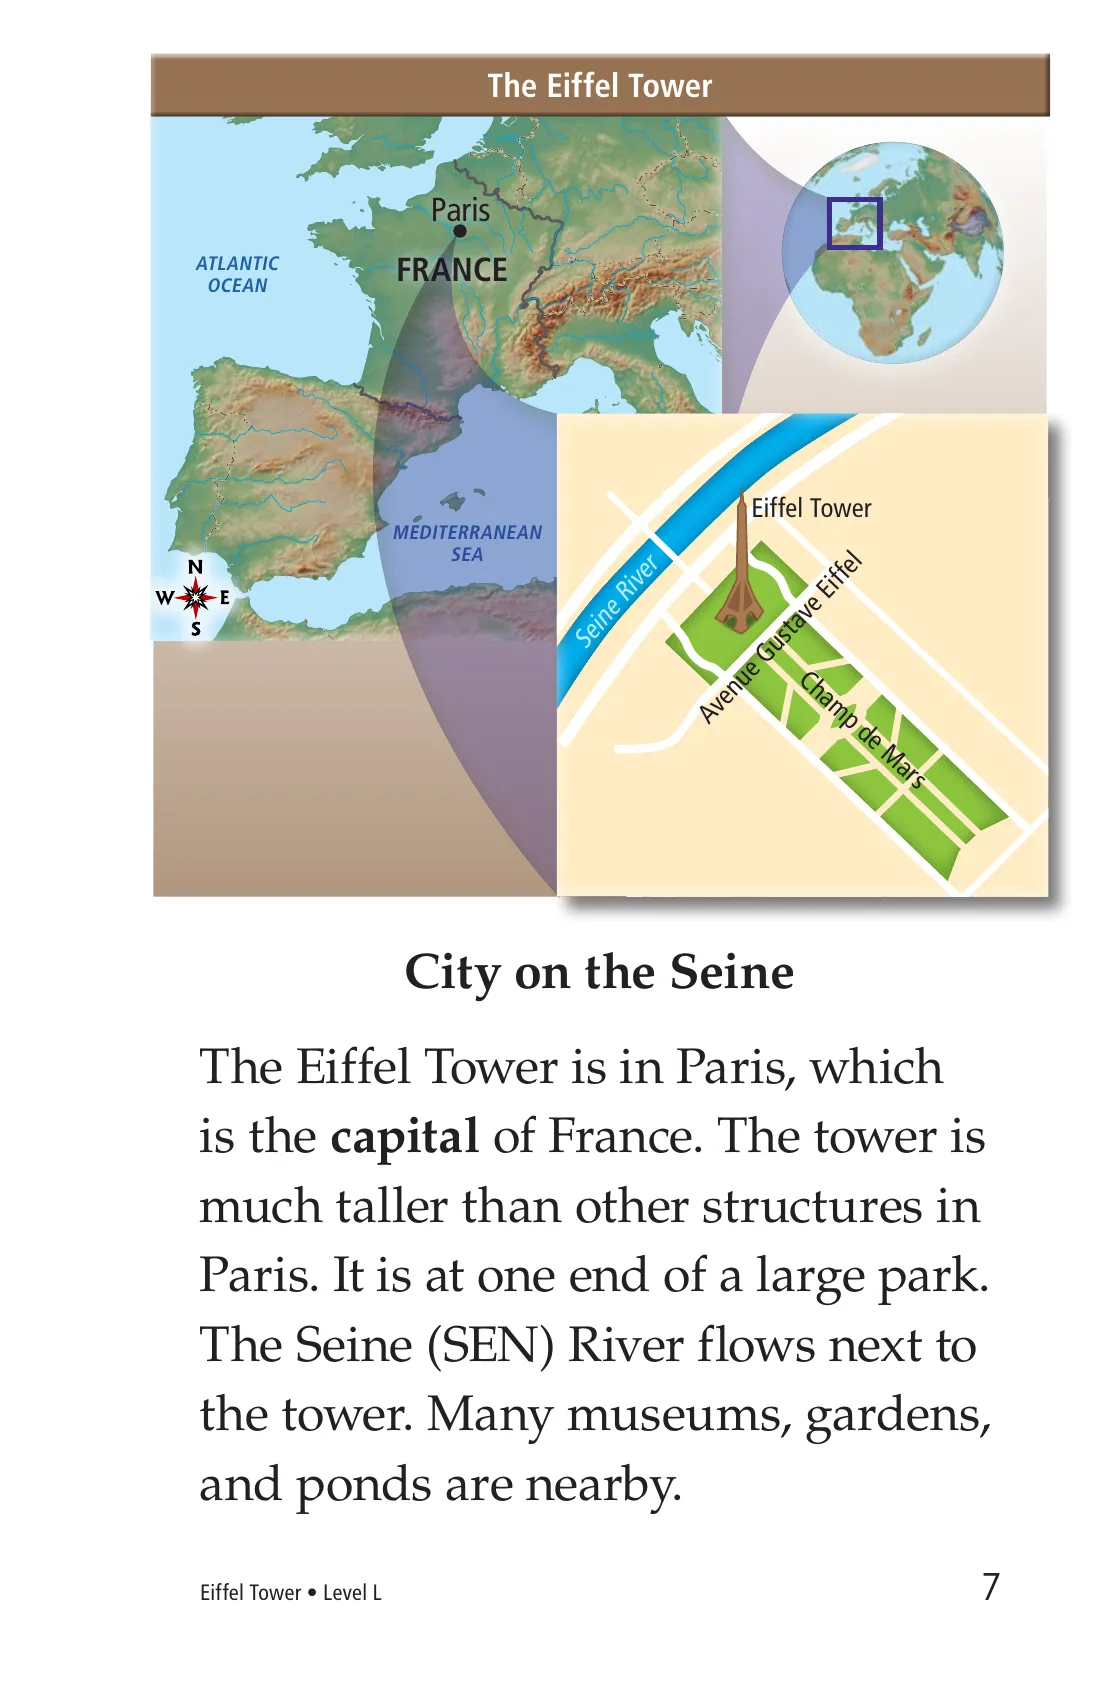 The Eiffel Tower
Paris
FRANCE
ATLANTIC
OCEAN
MEDITERRANEAN
SEA
N
W E
S
Eiffel Tower
Seine River
Avenue Gustave Eiffel
Champ de Mars
City on the Seine
The Eiffel Tower is in Paris, which
is the capital of France. The tower is
much taller than other structures in
Paris. It is at one end of a large park.
The Seine (SEN) River flows next to
the tower. Many museums, gardens,
and ponds are nearby.
Eiffel Tower • Level L
7